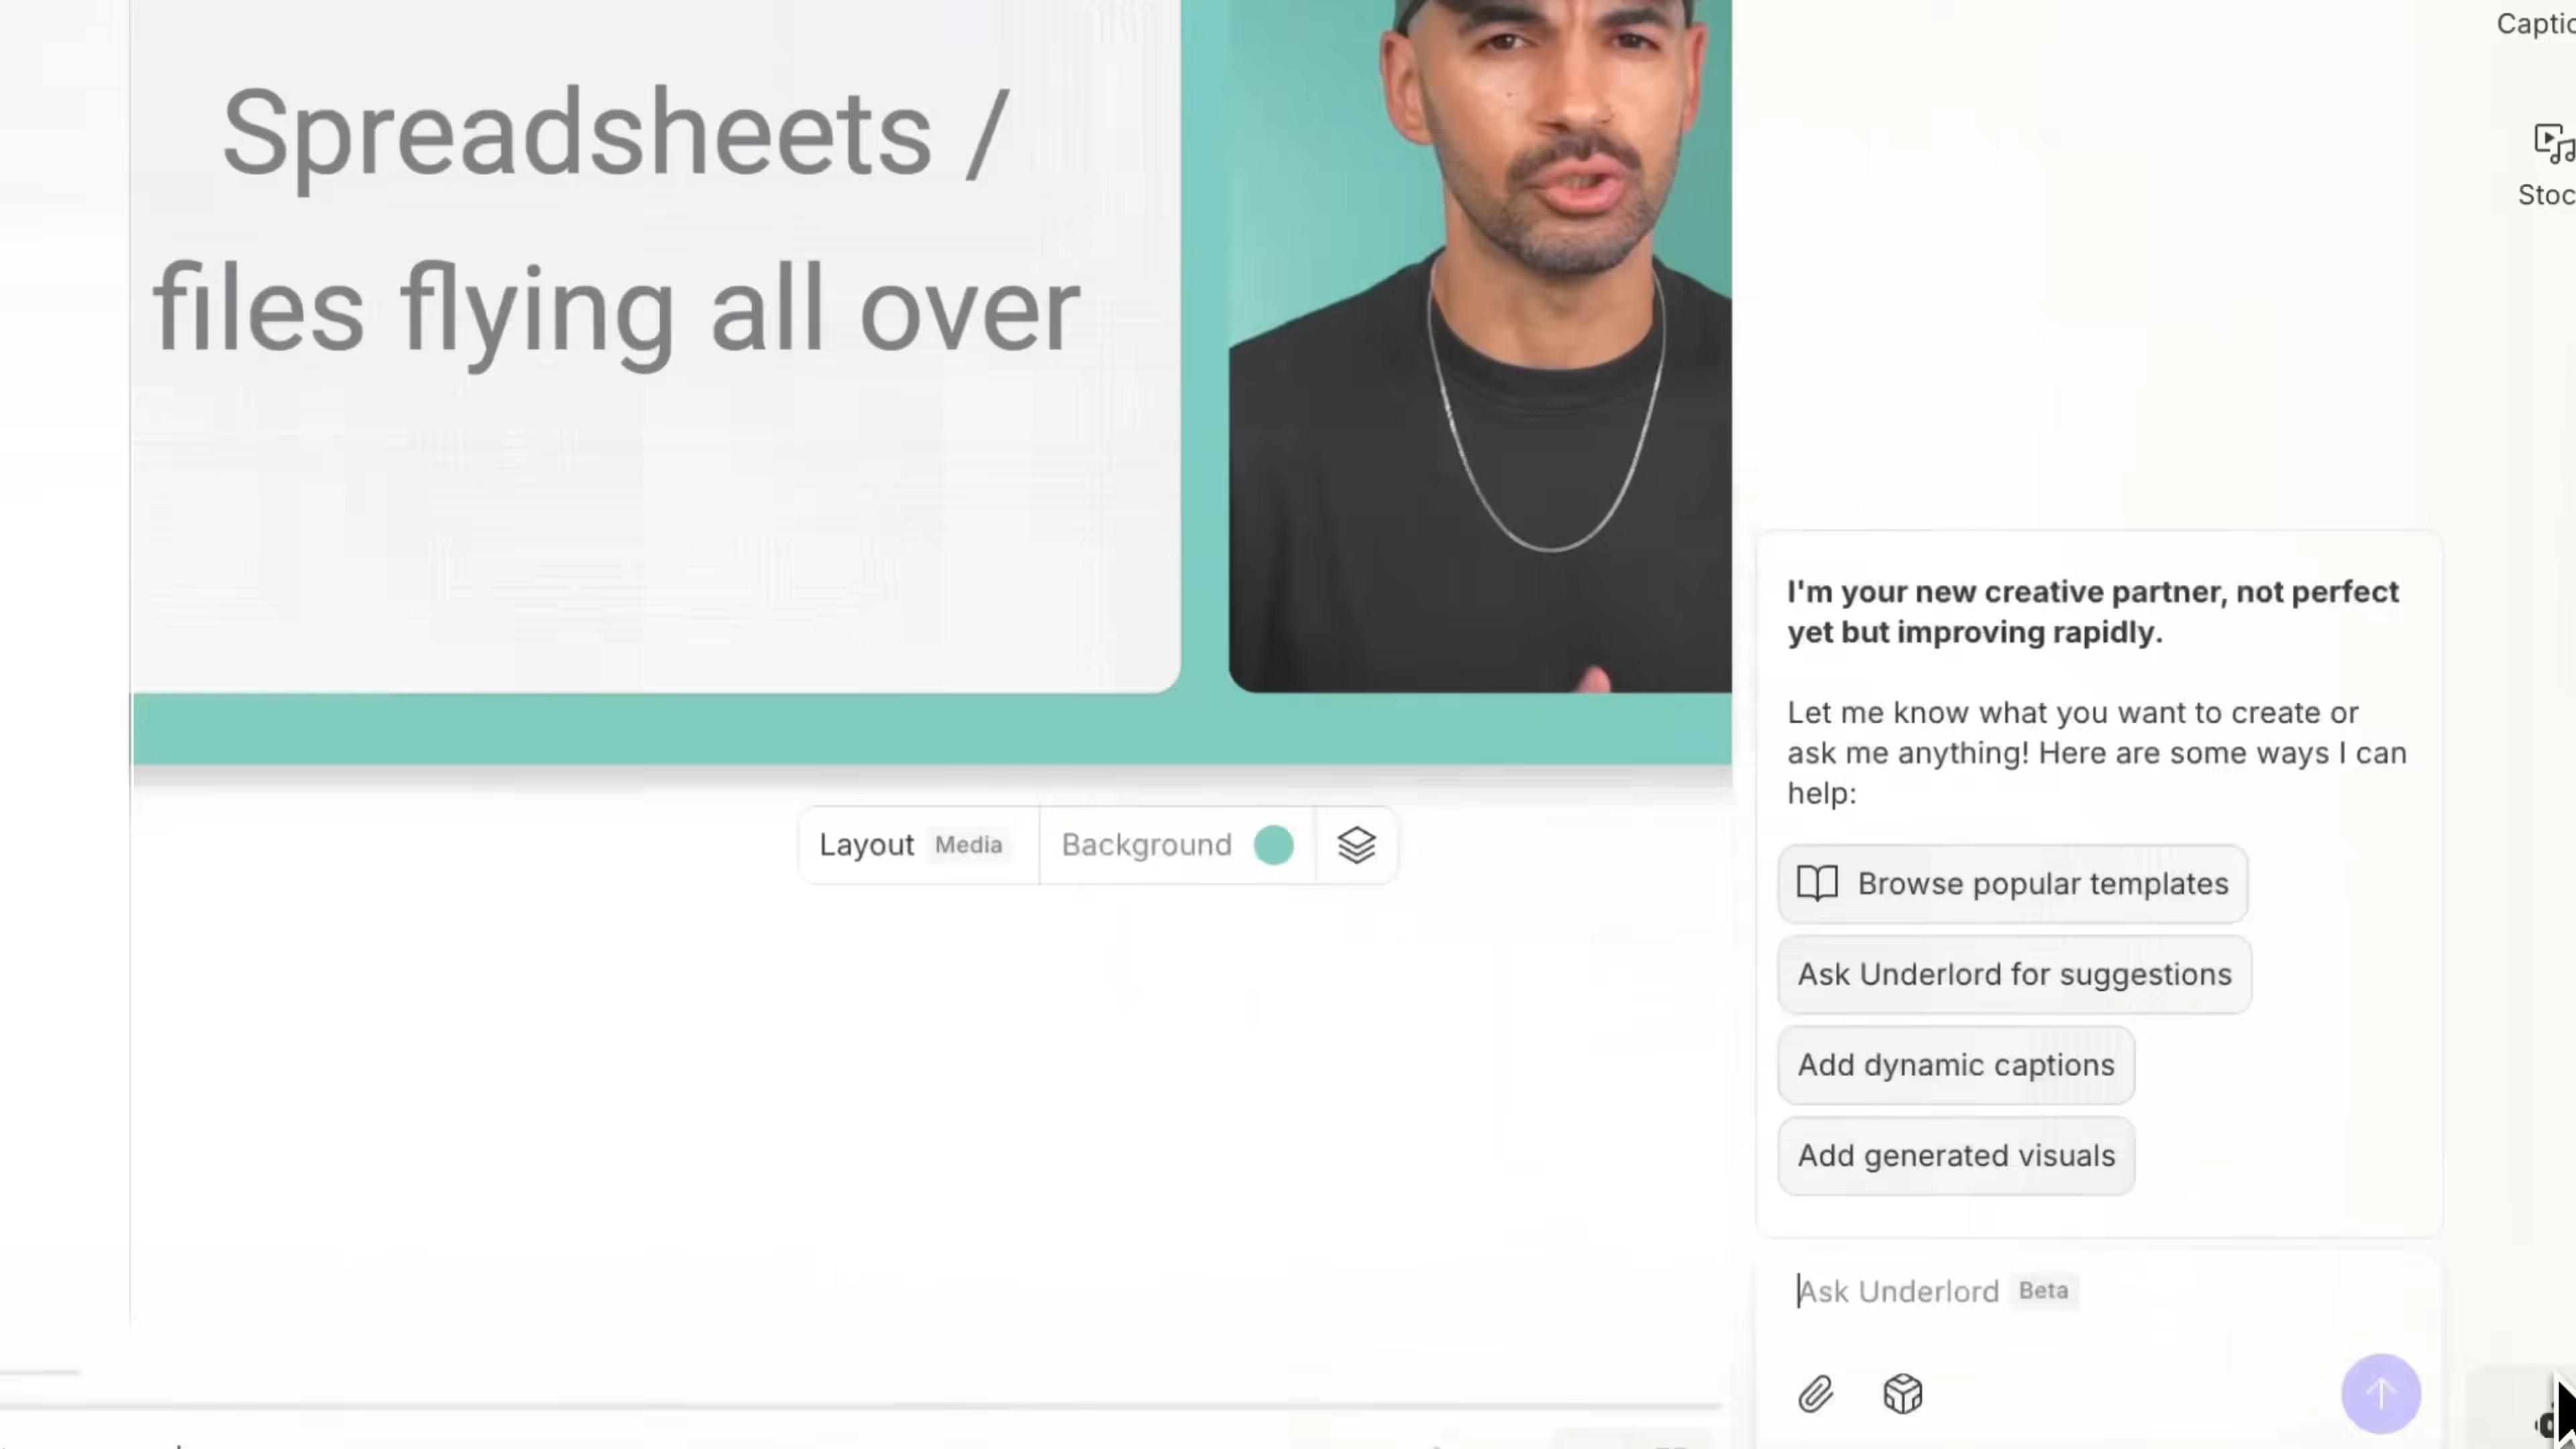 Spreadsheets /
files flying all over
Layout Media Background
I'm your new creative partner, not perfect
yet but improving rapidly.
Let me know what you want to create or
ask me anything! Here are some ways I can
help:
Browse popular templates
Ask Underlord for suggestions
Add dynamic captions
Add generated visuals
Ask Underlord Beta
Captio
Stoc